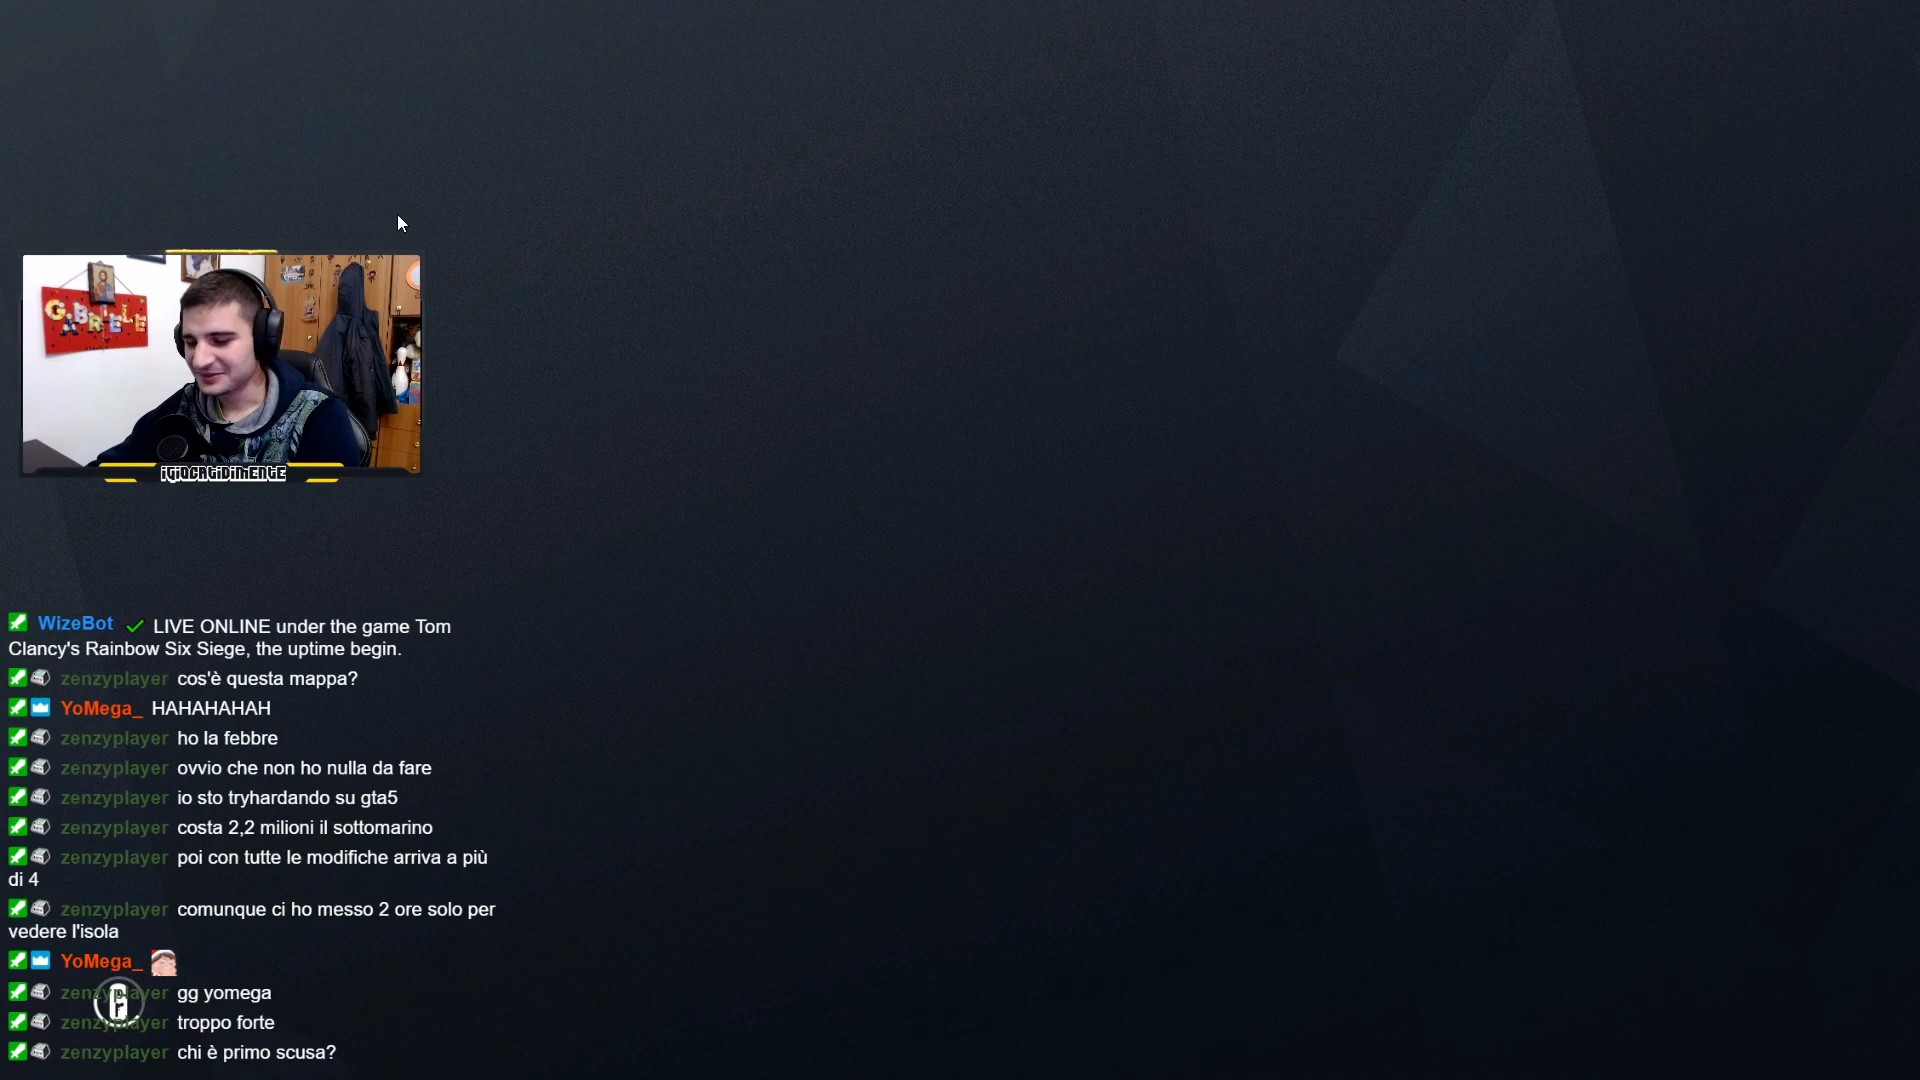 GABRIELE
iGiOCATiDiMENTE
WizeBot LIVE ONLINE under the game Tom
Clancy's Rainbow Six Siege, the uptime begin.
zenzyplayer cos'è questa mappa?
YoMega_ HAHAHAHAH
zenzyplayer ho la febbre
zenzyplayer ovvio che non ho nulla da fare
zenzyplayer io sto tryhardando su gta5
zenzyplayer costa 2,2 milioni il sottomarino
zenzyplayer poi con tutte le modifiche arriva a più
di 4
zenzyplayer comunque ci ho messo 2 ore solo per
vedere l'isola
YoMega_
zenzyplayer gg yomega
zenzyplayer troppo forte
zenzyplayer chi è primo scusa?